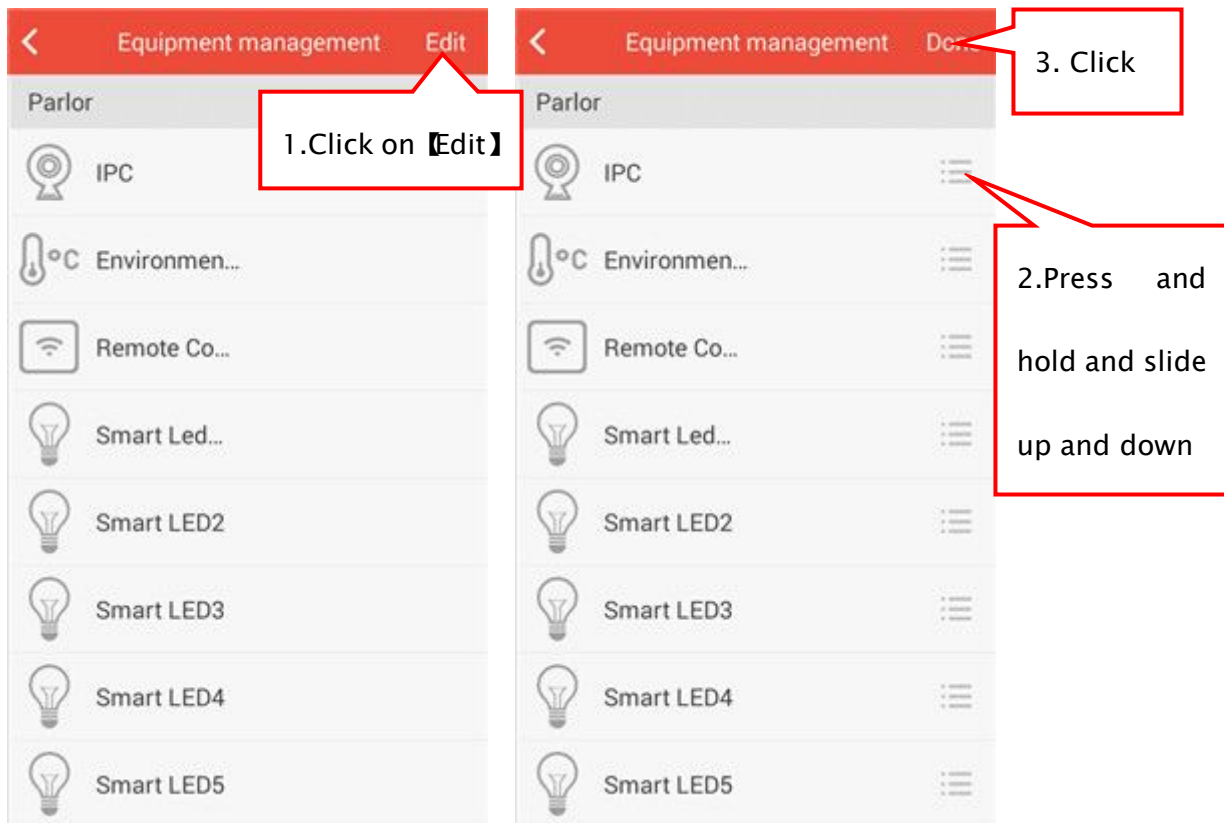 Equipment management Edit
Parlor
1.Click on【Edit】
IPC
°C Environmen...
Remote Co...
Smart Led...
Smart LED2
Smart LED3
Smart LED4
Smart LED5
Equipment management Done
3. Click
Parlor
IPC
2.Press and
hold and slide
up and down
°C Environmen...
Remote Co...
Smart Led...
Smart LED2
Smart LED3
Smart LED4
Smart LED5